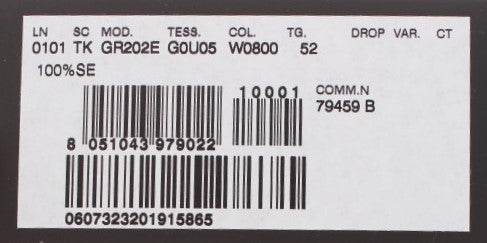 LN SC MOD. TESS. COL. TG. DROP VAR. CT
0101 TK GR202E G0U05 W0800 52
100%SE
10001 COMM.N
79459 B
8 051043 979022
0607323201915865